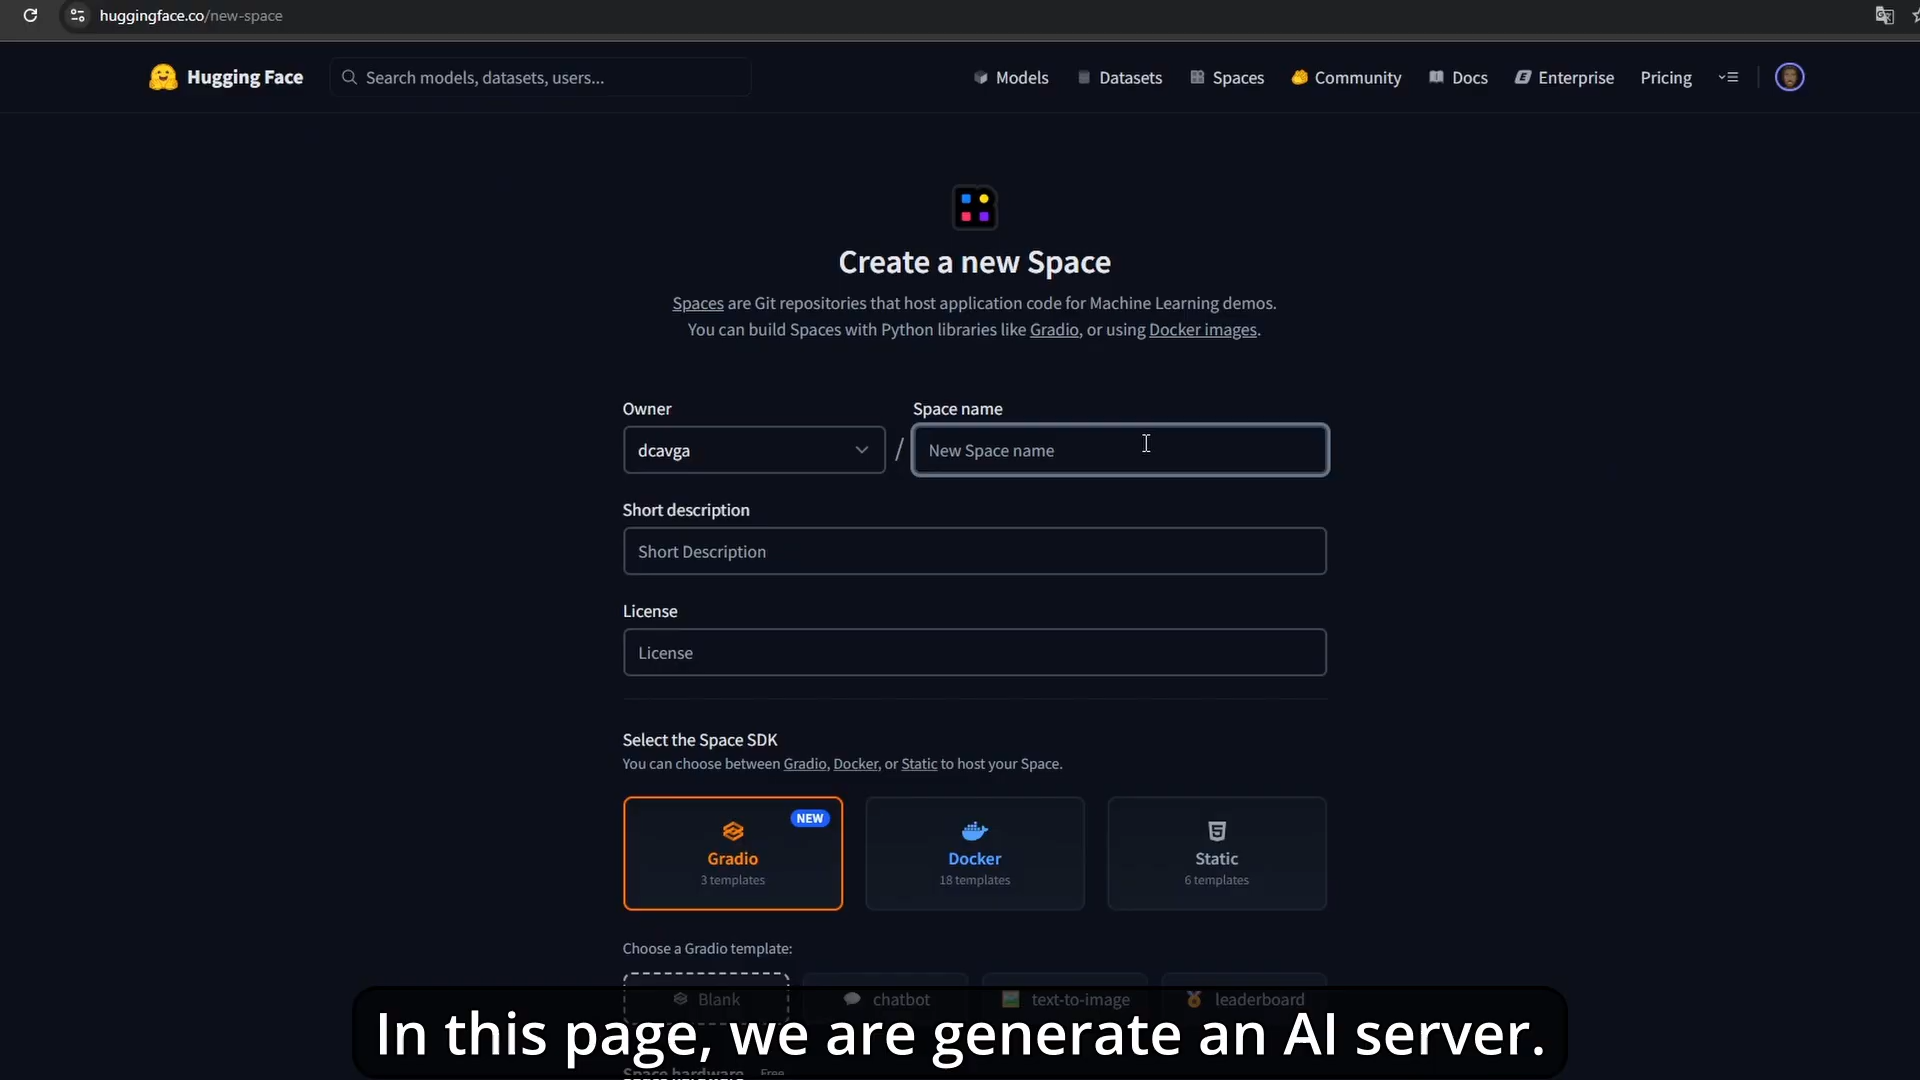 huggingface.co/new-space
Hugging Face
Search models, datasets, users...
Models
Datasets
Spaces
Community
Docs
Enterprise
Pricing
Create a new Space
Spaces are Git repositories that host application code for Machine Learning demos.
You can build Spaces with Python libraries like Gradio, or using Docker images.
Owner
Space name
dcavga
/
New Space name
Short description
Short Description
License
License
Select the Space SDK
You can choose between Gradio, Docker, or Static to host your Space.
NEW
Gradio
3 templates
Docker
18 templates
Static
6 templates
Choose a Gradio template:
Blank
chatbot
text-to-image
leaderboard
In this page, we are generate an AI server.
Space hardware Free